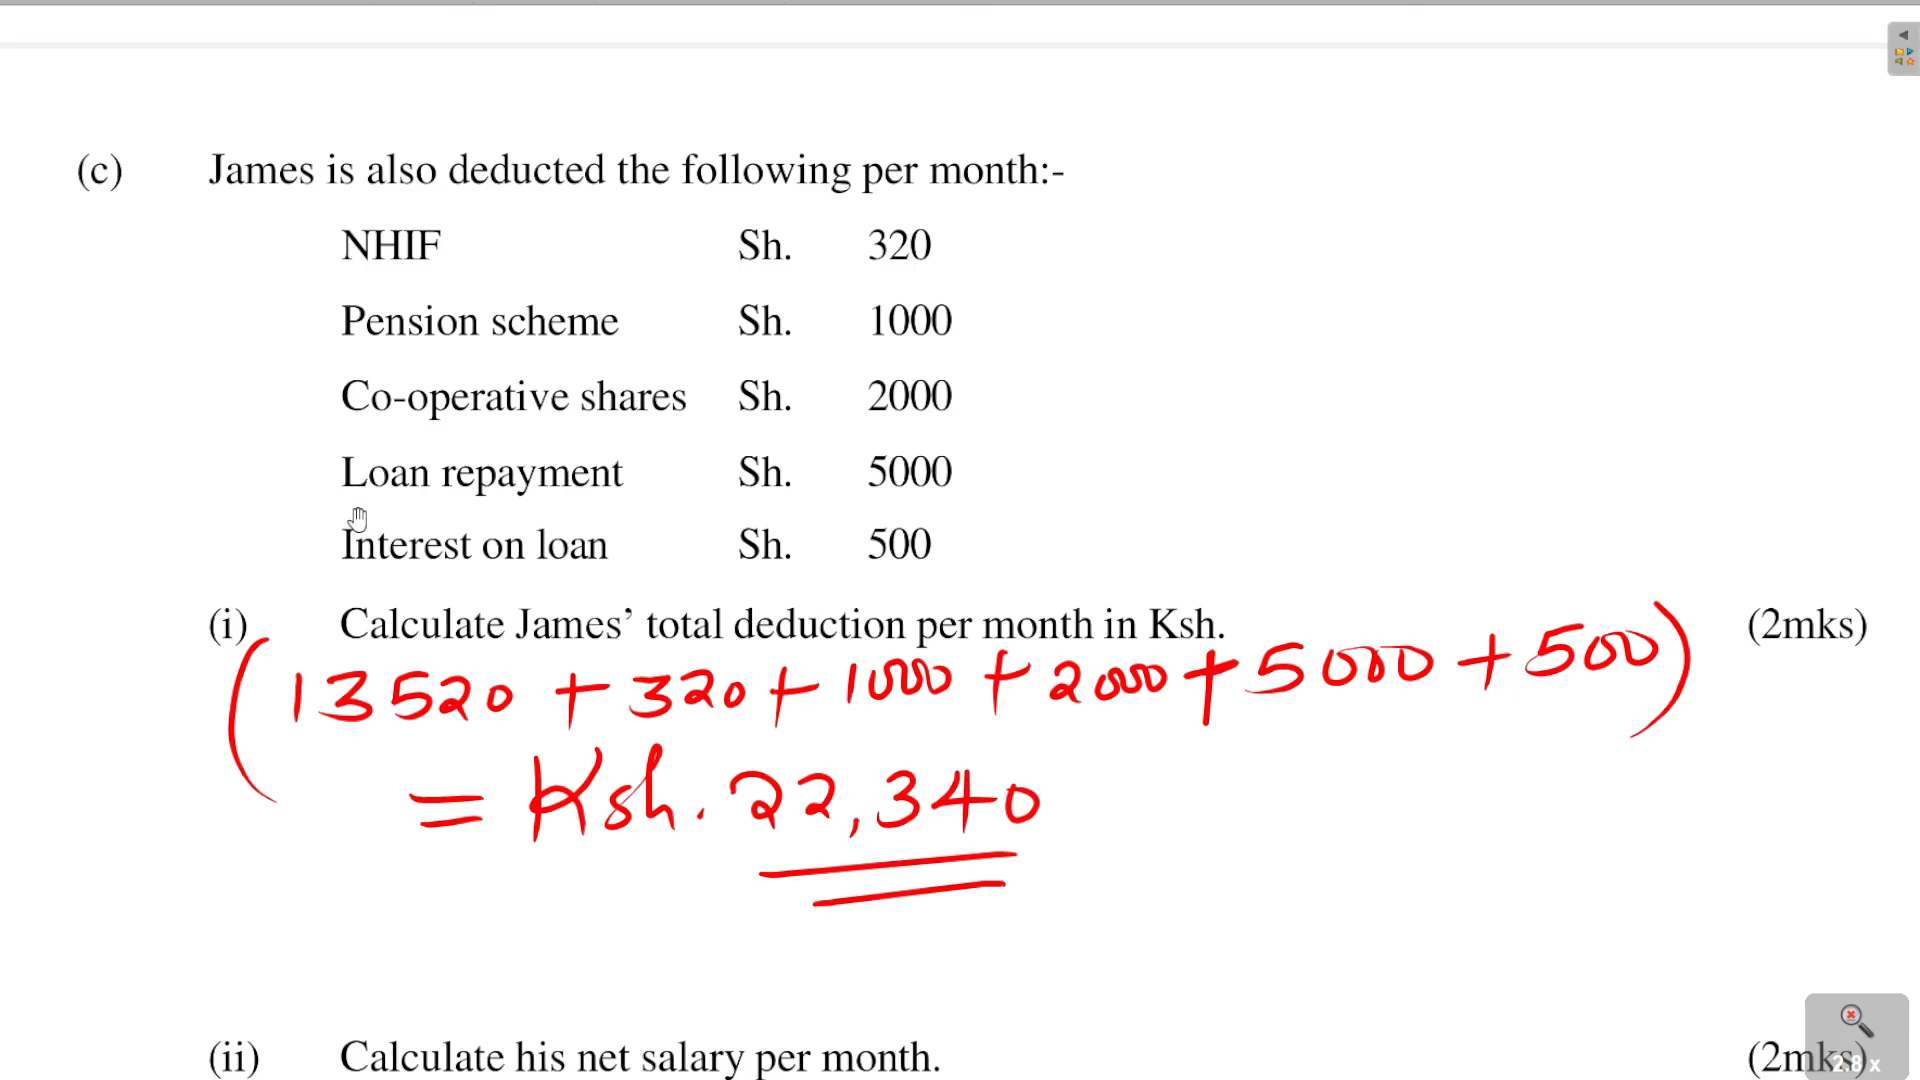 (c) James is also deducted the following per month:-
NHIF Sh. 320
Pension scheme Sh. 1000
Co-operative shares Sh. 2000
Loan repayment Sh. 5000
Interest on loan Sh. 500
(i) Calculate James’ total deduction per month in Ksh. (2mks)
(13520 + 320 + 1000 + 2000 + 5000 + 500)
= Ksh. 22,340
(ii) Calculate his net salary per month. (2mks)
2.8 x